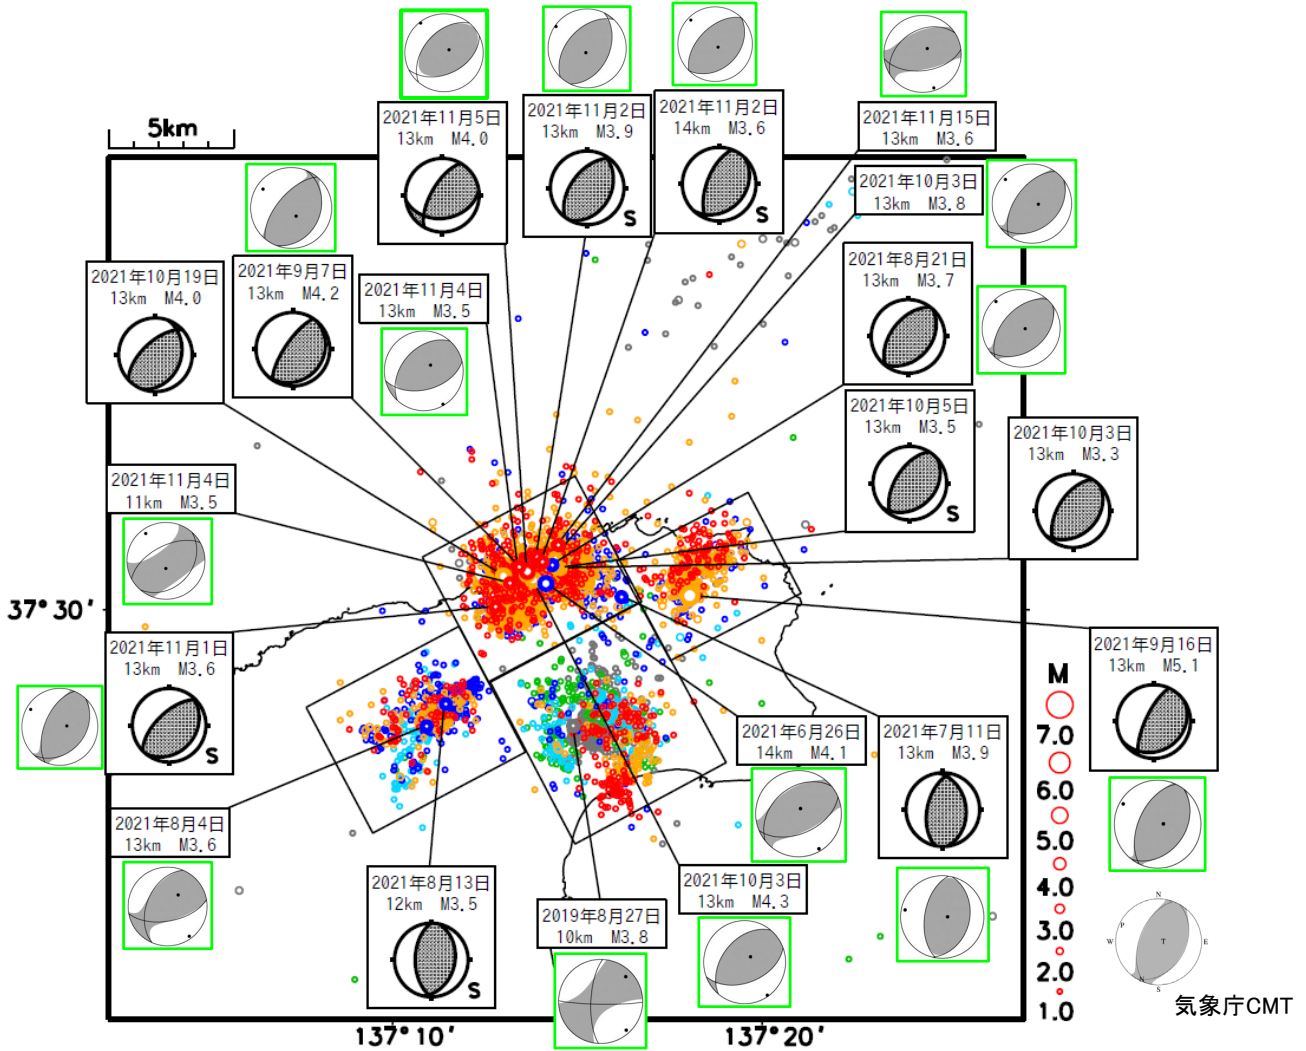 5km
2021年11月5日
13km M4.0
2021年11月2日
13km M3.9
S
2021年11月2日
14km M3.6
S
2021年11月15日
13km M3.6
2021年10月3日
13km M3.8
2021年10月19日
13km M4.0
2021年9月7日
13km M4.2
2021年11月4日
13km M3.5
2021年8月21日
13km M3.7
2021年10月5日
13km M3.5
S
2021年10月3日
13km M3.3
2021年11月4日
11km M3.5
37°30′
2021年11月1日
13km M3.6
S
2021年9月16日
13km M5.1
2021年6月26日
14km M4.1
2021年7月11日
13km M3.9
2021年8月4日
13km M3.6
2021年8月13日
12km M3.5
S
2019年8月27日
10km M3.8
2021年10月3日
13km M4.3
M
7.0
6.0
5.0
4.0
3.0
2.0
1.0
N
P
W
T
E
N
S
気象庁CMT
137°10′
137°20′